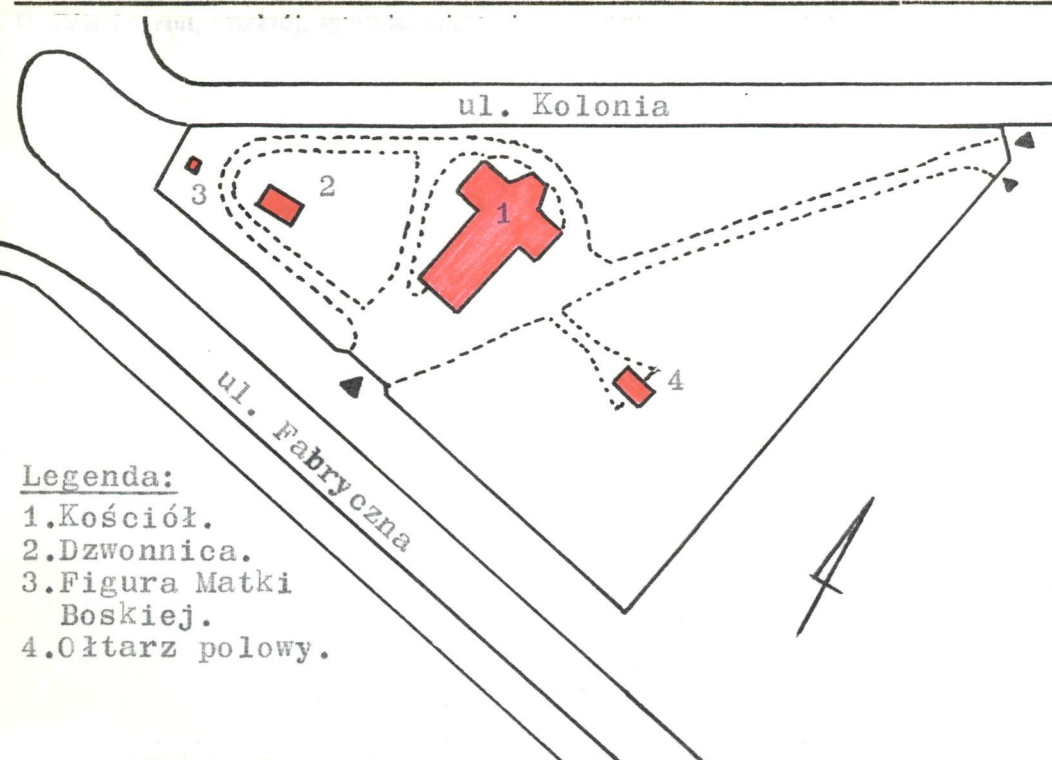 ul. Kolonia
3
2
1
4
ul. Fabryczna
Legenda:
1.Kościół.
2.Dzwonnica.
3.Figura Matki
Boskiej.
4.Ołtarz polowy.